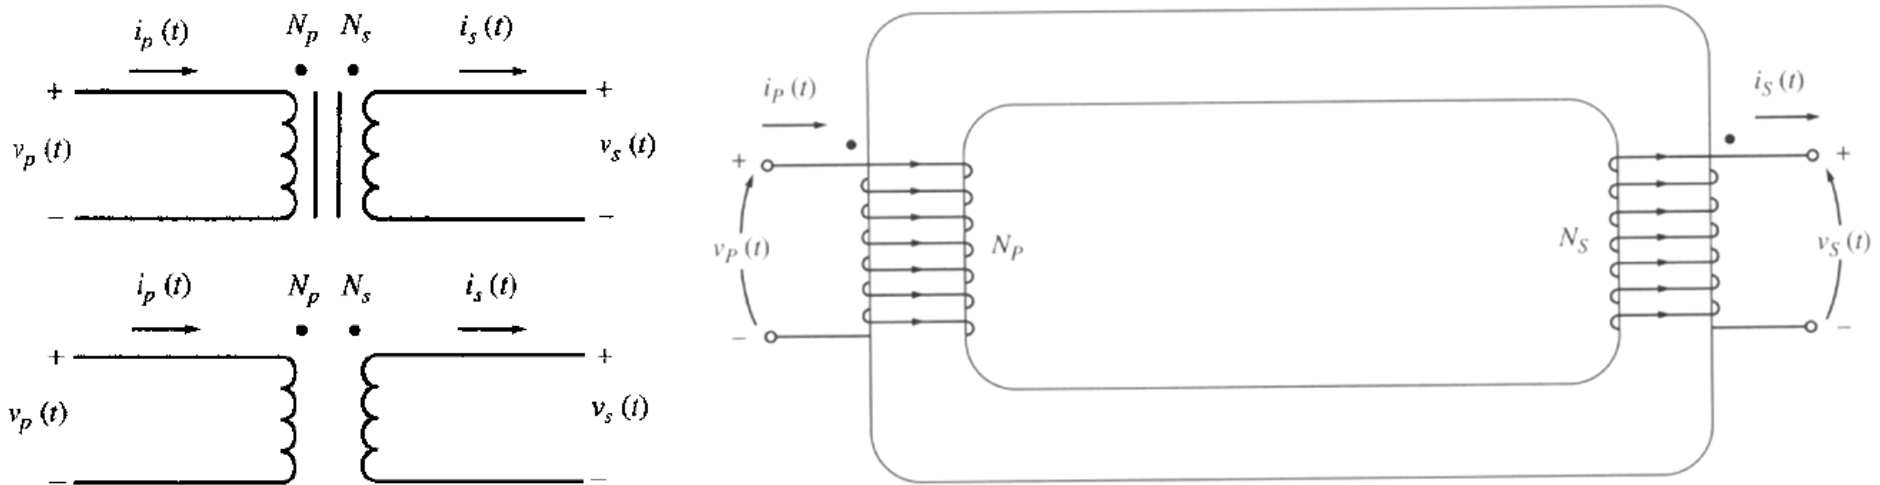 i_p (t) N_p N_s i_s (t)
+ +
v_p (t) v_s (t)
− −
i_p (t) N_p N_s i_s (t)
+ +
v_p (t) v_s (t)
− −
i_P (t) i_S (t)
+ +
v_P (t) N_P N_S v_S (t)
− −